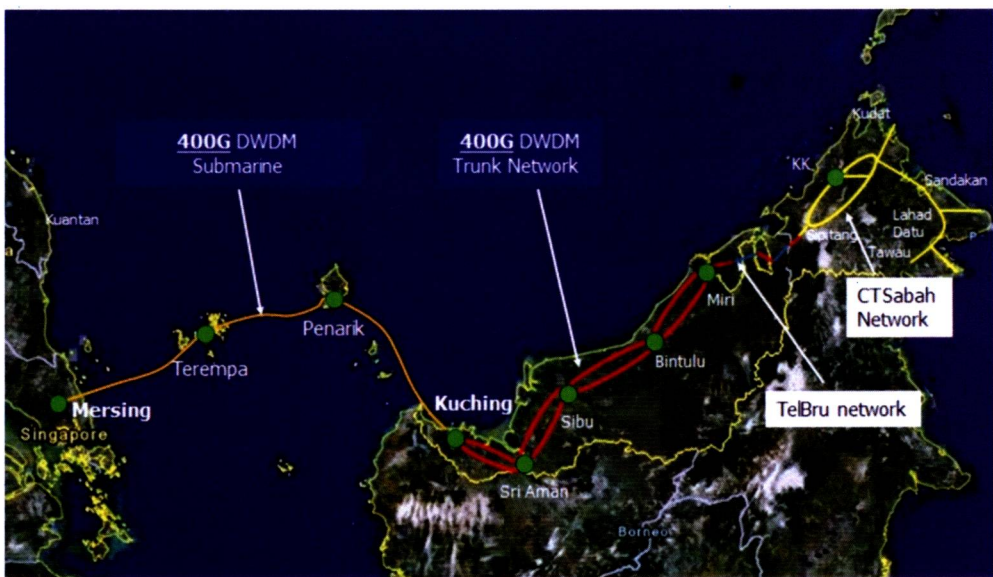 400G DWDM
Submarine
400G DWDM
Trunk Network
Kudat
KK
Sandakan
Lahad
Datu
Kuantan
Sipitang
Tawau
Miri
CTSabah
Network
Penarik
Terempa
Bintulu
Mersing
Kuching
Sibu
TelBru network
Singapore
Sri Aman
Borneo